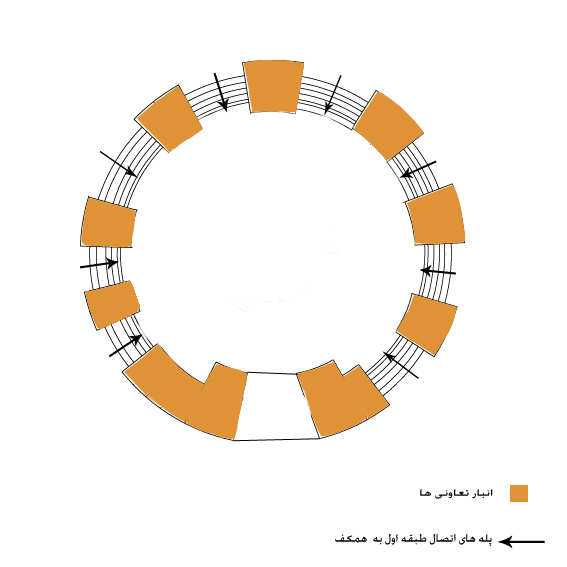 انبار تعاونی ها
پله های اتصال طبقه اول به همکف